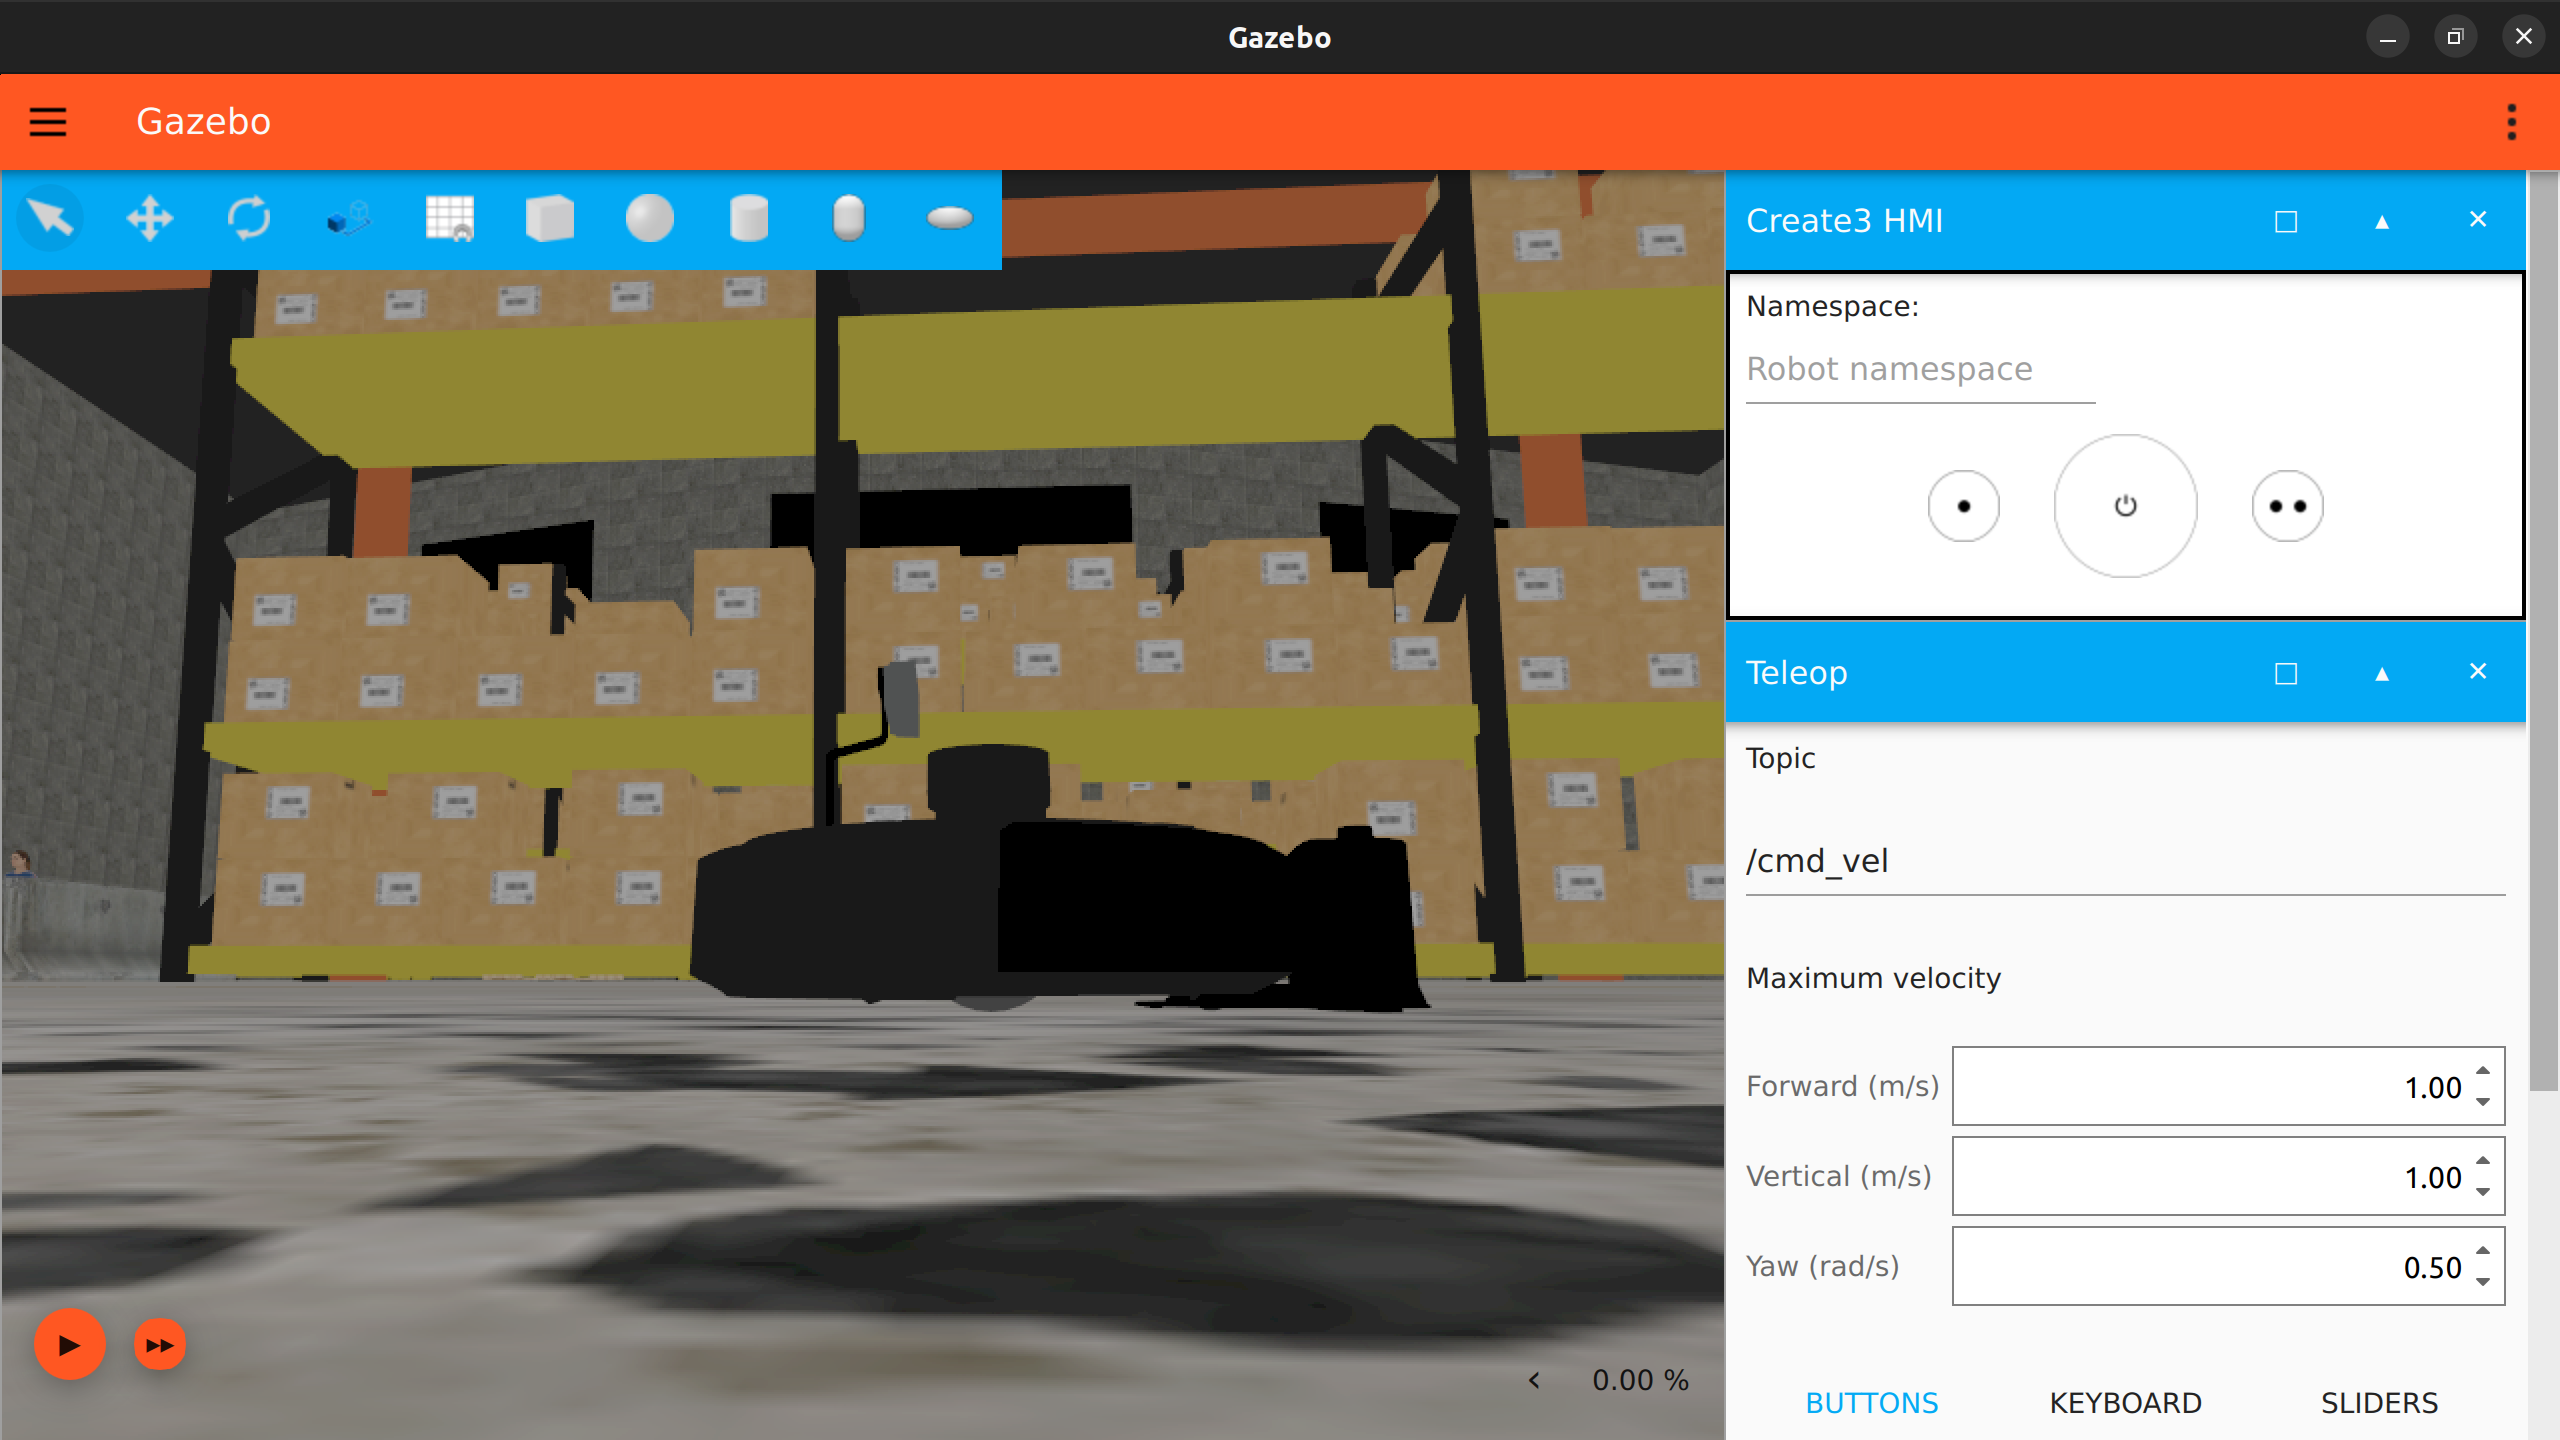 Gazebo
Gazebo
Create3 HMI
Namespace:
Robot namespace
Teleop
Topic
/cmd_vel
Maximum velocity
Forward (m/s) 1.00
Vertical (m/s) 1.00
Yaw (rad/s) 0.50
0.00 %
BUTTONS KEYBOARD SLIDERS